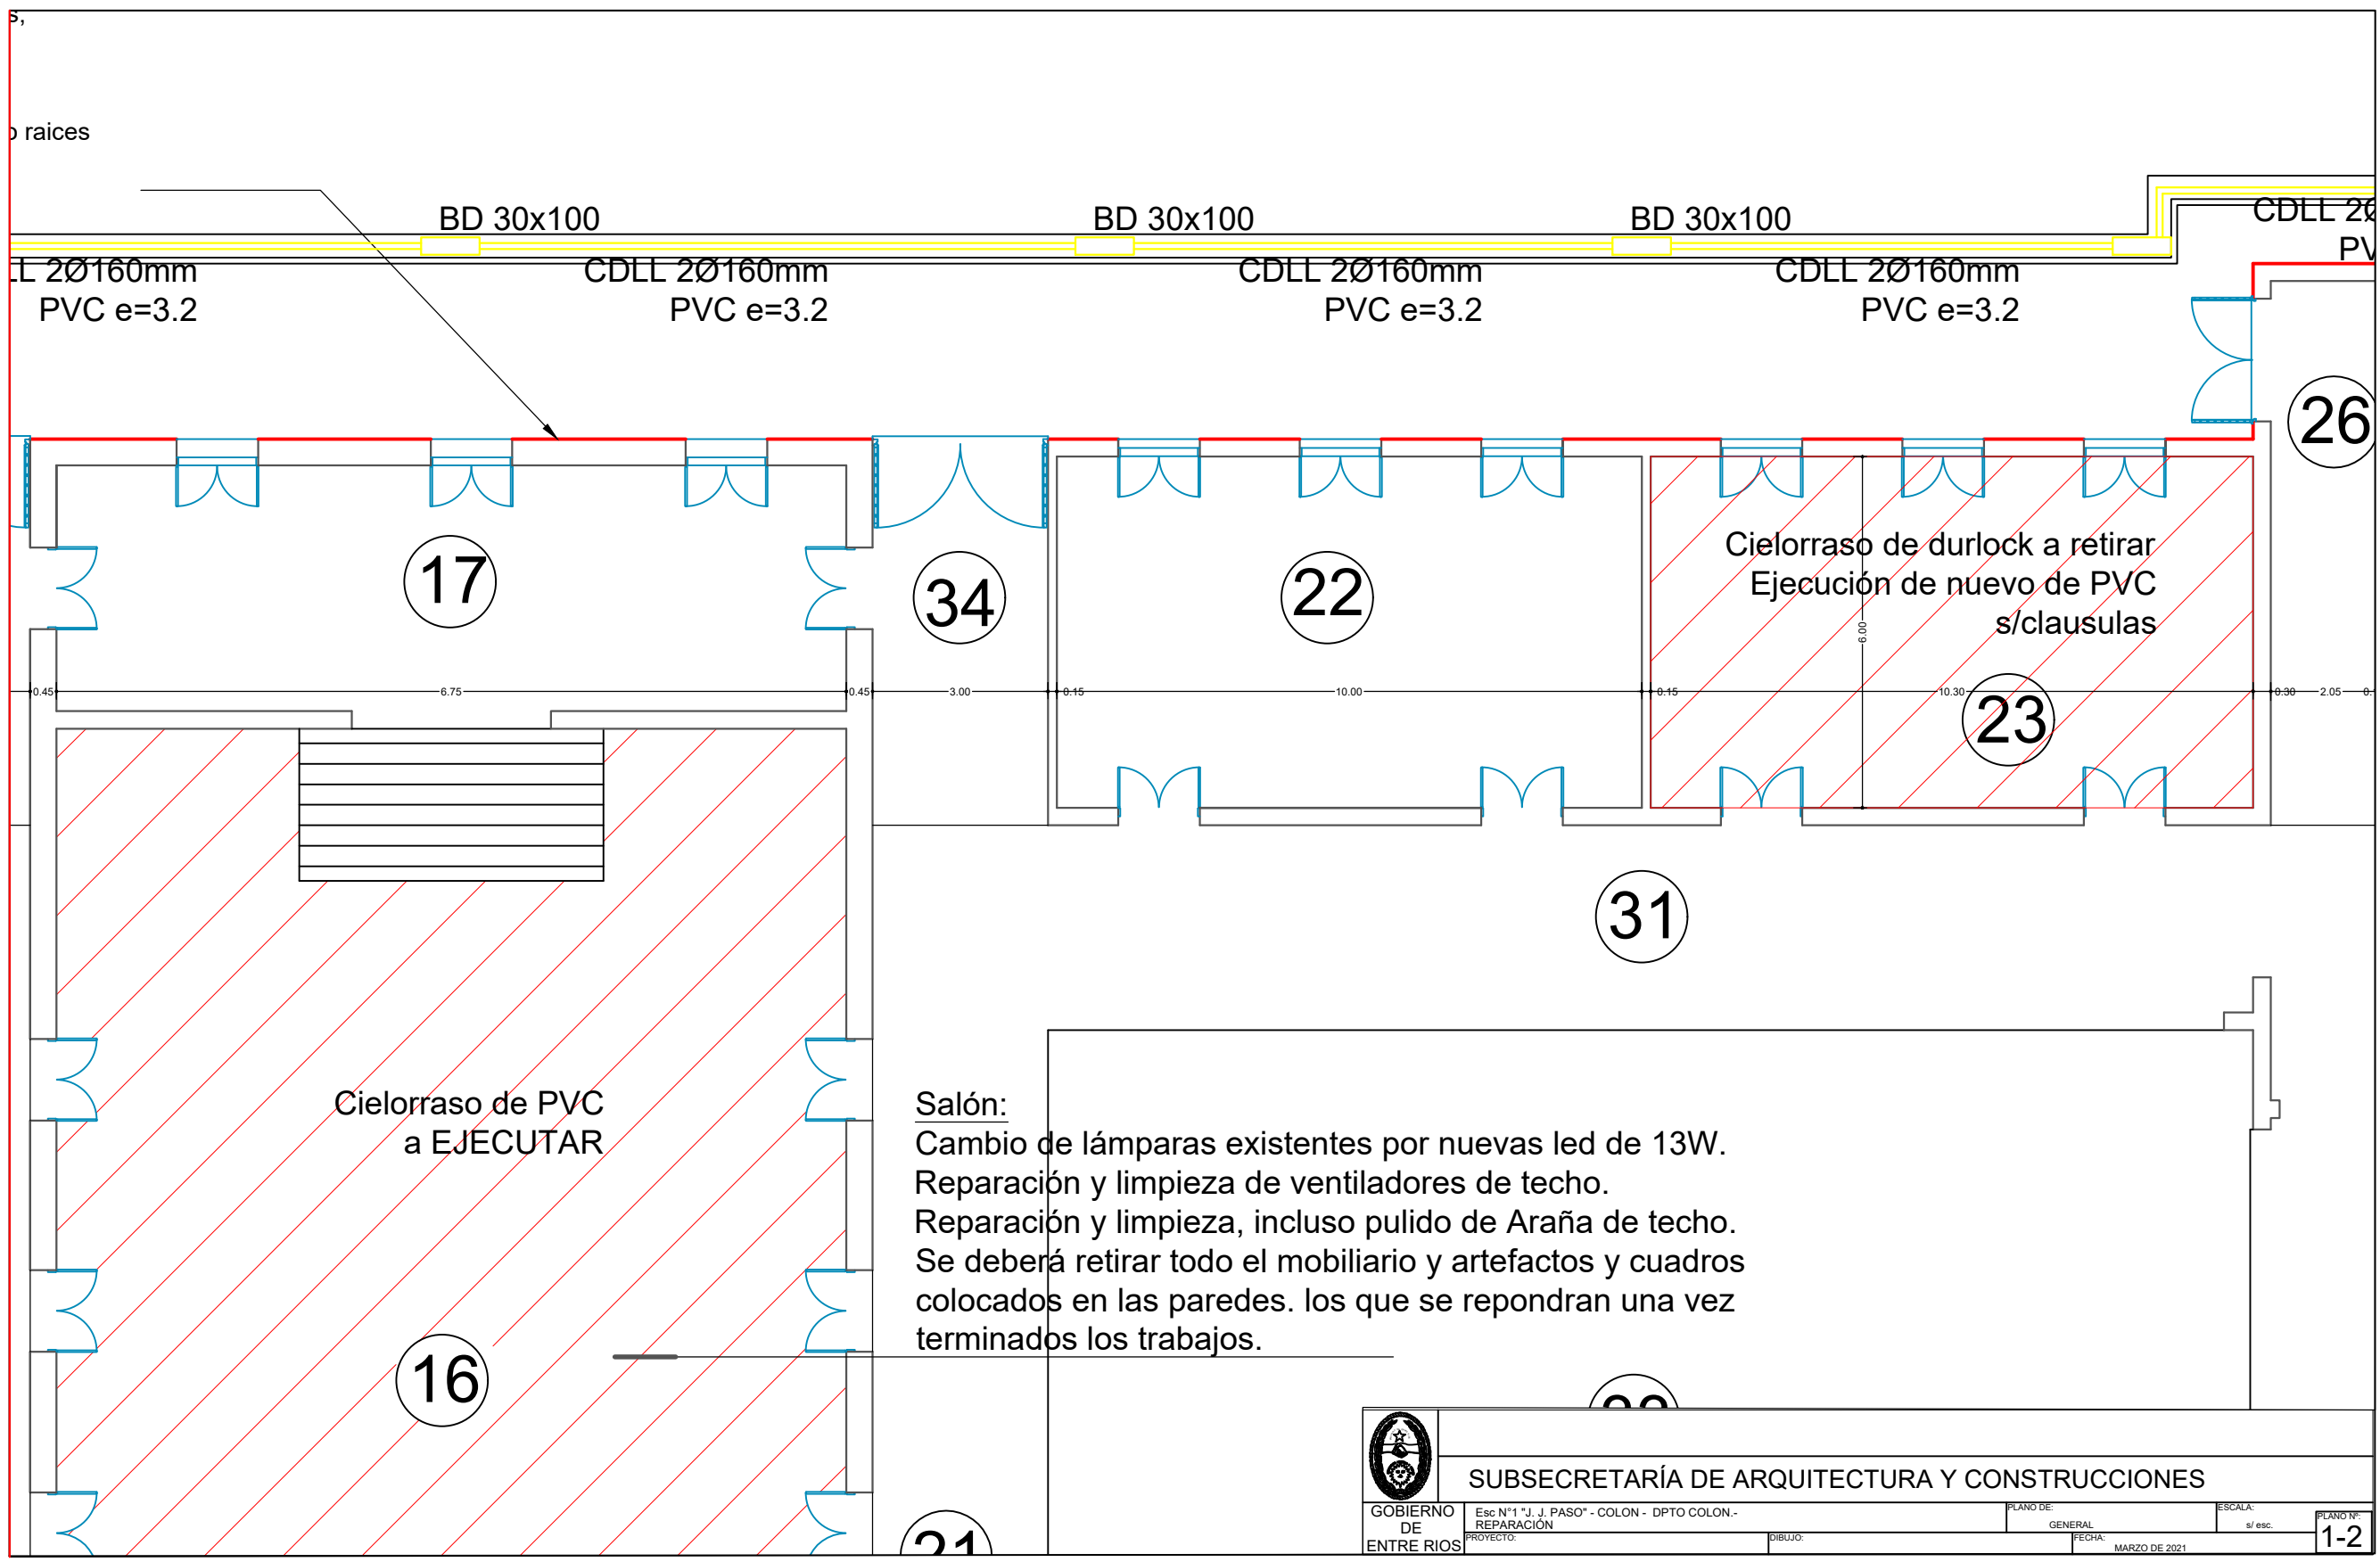 raices
BD 30x100
BD 30x100
BD 30x100
CDLL 2Ø160mm
PVC e=3.2
CDLL 2Ø160mm
PVC e=3.2
CDLL 2Ø160mm
PVC e=3.2
2Ø160mm
PVC e=3.2
CDLL
26
17
34
22
Cielorraso de durlock a retirar
Ejecución de nuevo de PVC
s/clausulas
6.00
0.45
6.75
0.45
3.00
0.15
10.00
0.15
10.30
0.30
2.05
23
31
Cielorraso de PVC
a EJECUTAR
Salón:
Cambio de lámparas existentes por nuevas led de 13W.
Reparación y limpieza de ventiladores de techo.
Reparación y limpieza, incluso pulido de Araña de techo.
Se deberá retirar todo el mobiliario y artefactos y cuadros
colocados en las paredes. los que se repondran una vez
terminados los trabajos.
16
21
SUBSECRETARÍA DE ARQUITECTURA Y CONSTRUCCIONES
GOBIERNO
DE
ENTRE RIOS
Esc N°1 "J. J. PASO" - COLON - DPTO COLON.-
REPARACIÓN
PLANO DE:
GENERAL
ESCALA:
s/ esc.
PLANO Nº:
1-2
PROYECTO:
DIBUJO:
FECHA:
MARZO DE 2021